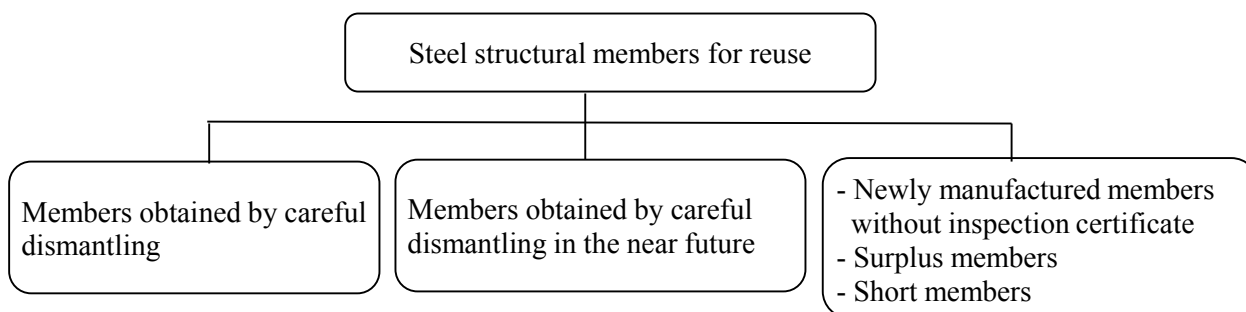 Steel structural members for reuse
Members obtained by careful
dismantling
Members obtained by careful
dismantling in the near future
- Newly manufactured members
without inspection certificate
- Surplus members
- Short members